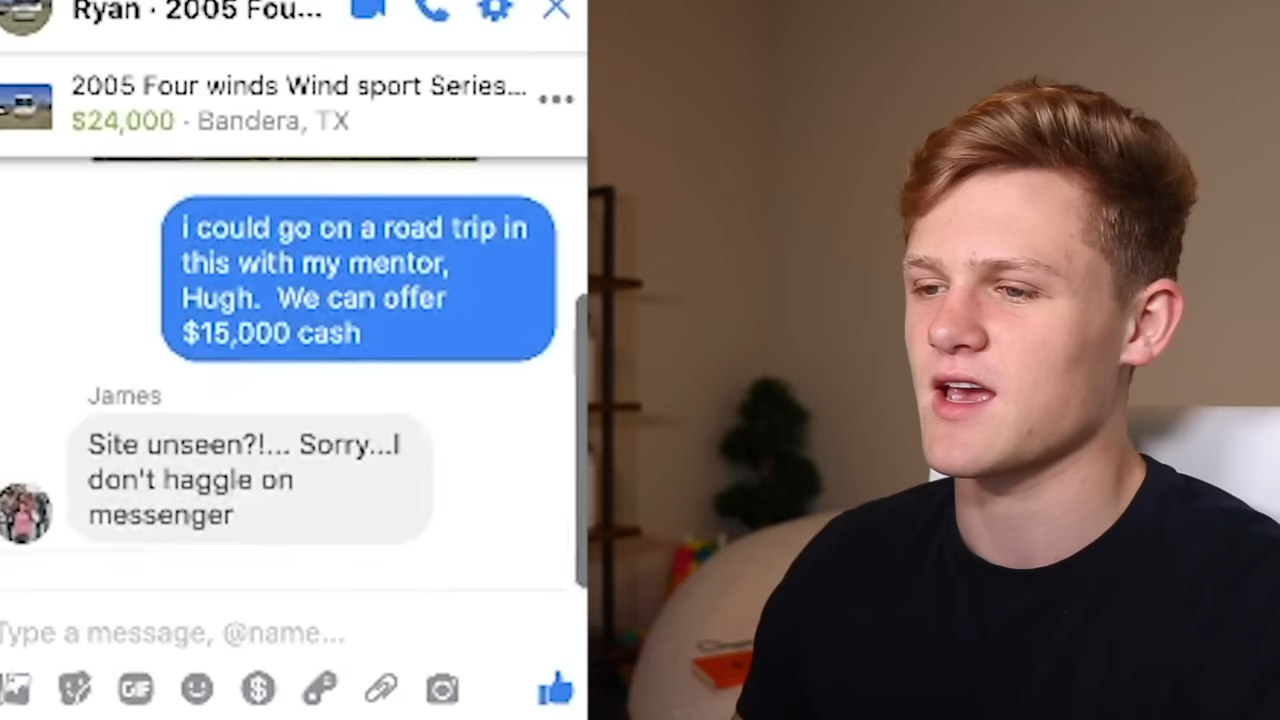 Ryan · 2005 Fou...
2005 Four winds Wind sport Series...
$24,000 · Bandera, TX
i could go on a road trip in
this with my mentor,
Hugh. We can offer
$15,000 cash
James
Site unseen?!... Sorry...I
don't haggle on
messenger
Type a message, @name...
GIF